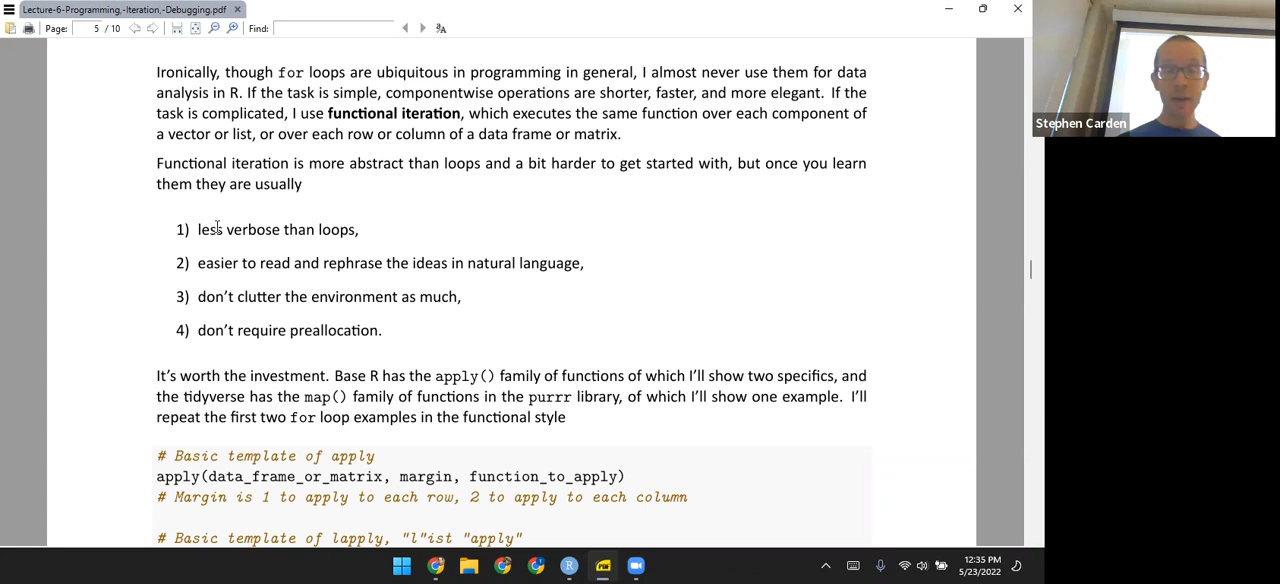 Lecture-6-Programming,-Iteration,-Debugging.pdf
Page: 5 / 10 Find:
Ironically, though for loops are ubiquitous in programming in general, I almost never use them for data
analysis in R. If the task is simple, componentwise operations are shorter, faster, and more elegant. If the
task is complicated, I use functional iteration, which executes the same function over each component of
a vector or list, or over each row or column of a data frame or matrix.
Functional iteration is more abstract than loops and a bit harder to get started with, but once you learn
them they are usually
1) less verbose than loops,
2) easier to read and rephrase the ideas in natural language,
3) don't clutter the environment as much,
4) don't require preallocation.
It's worth the investment. Base R has the apply() family of functions of which I'll show two specifics, and
the tidyverse has the map() family of functions in the purrr library, of which I'll show one example. I'll
repeat the first two for loop examples in the functional style
# Basic template of apply
apply(data_frame_or_matrix, margin, function_to_apply)
# Margin is 1 to apply to each row, 2 to apply to each column
# Basic template of lapply, "l"ist "apply"
Stephen Carden
12:35 PM
5/23/2022